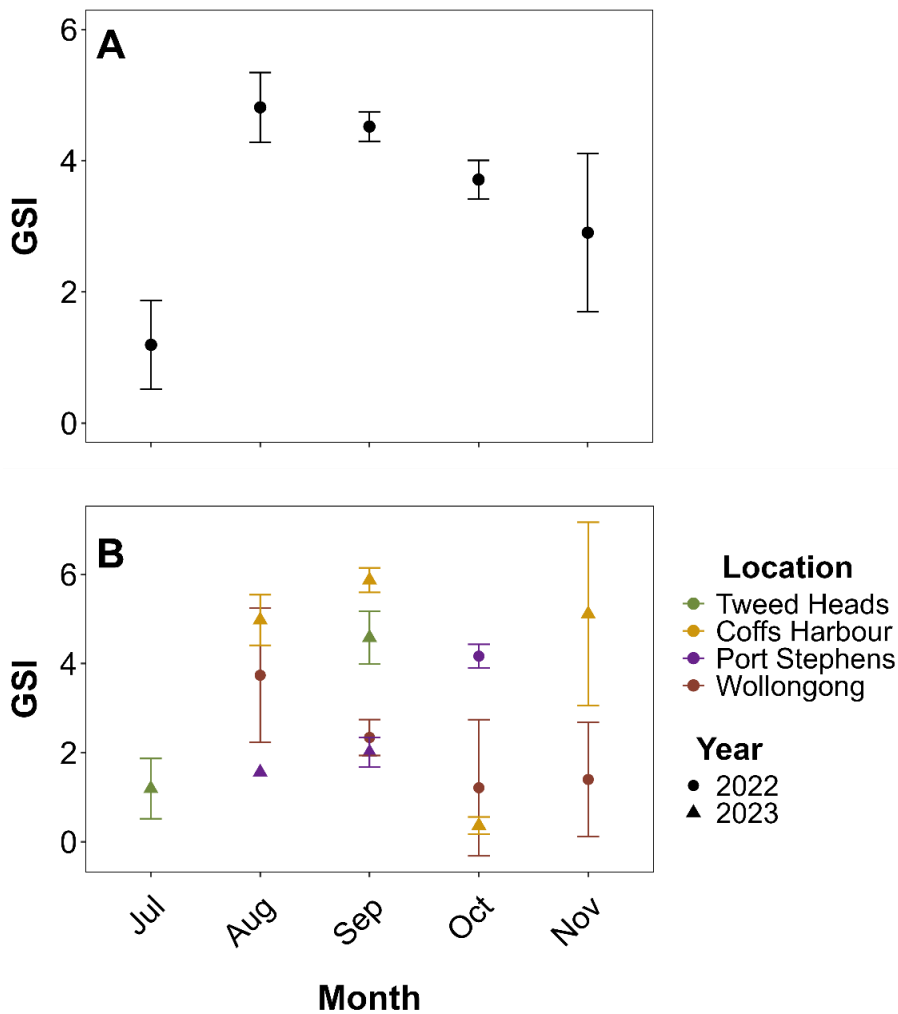 A
GSI
6
4
2
0
B
GSI
6
4
2
0
Jul
Aug
Sep
Oct
Nov
Month
Location
Tweed Heads
Coffs Harbour
Port Stephens
Wollongong
Year
2022
2023